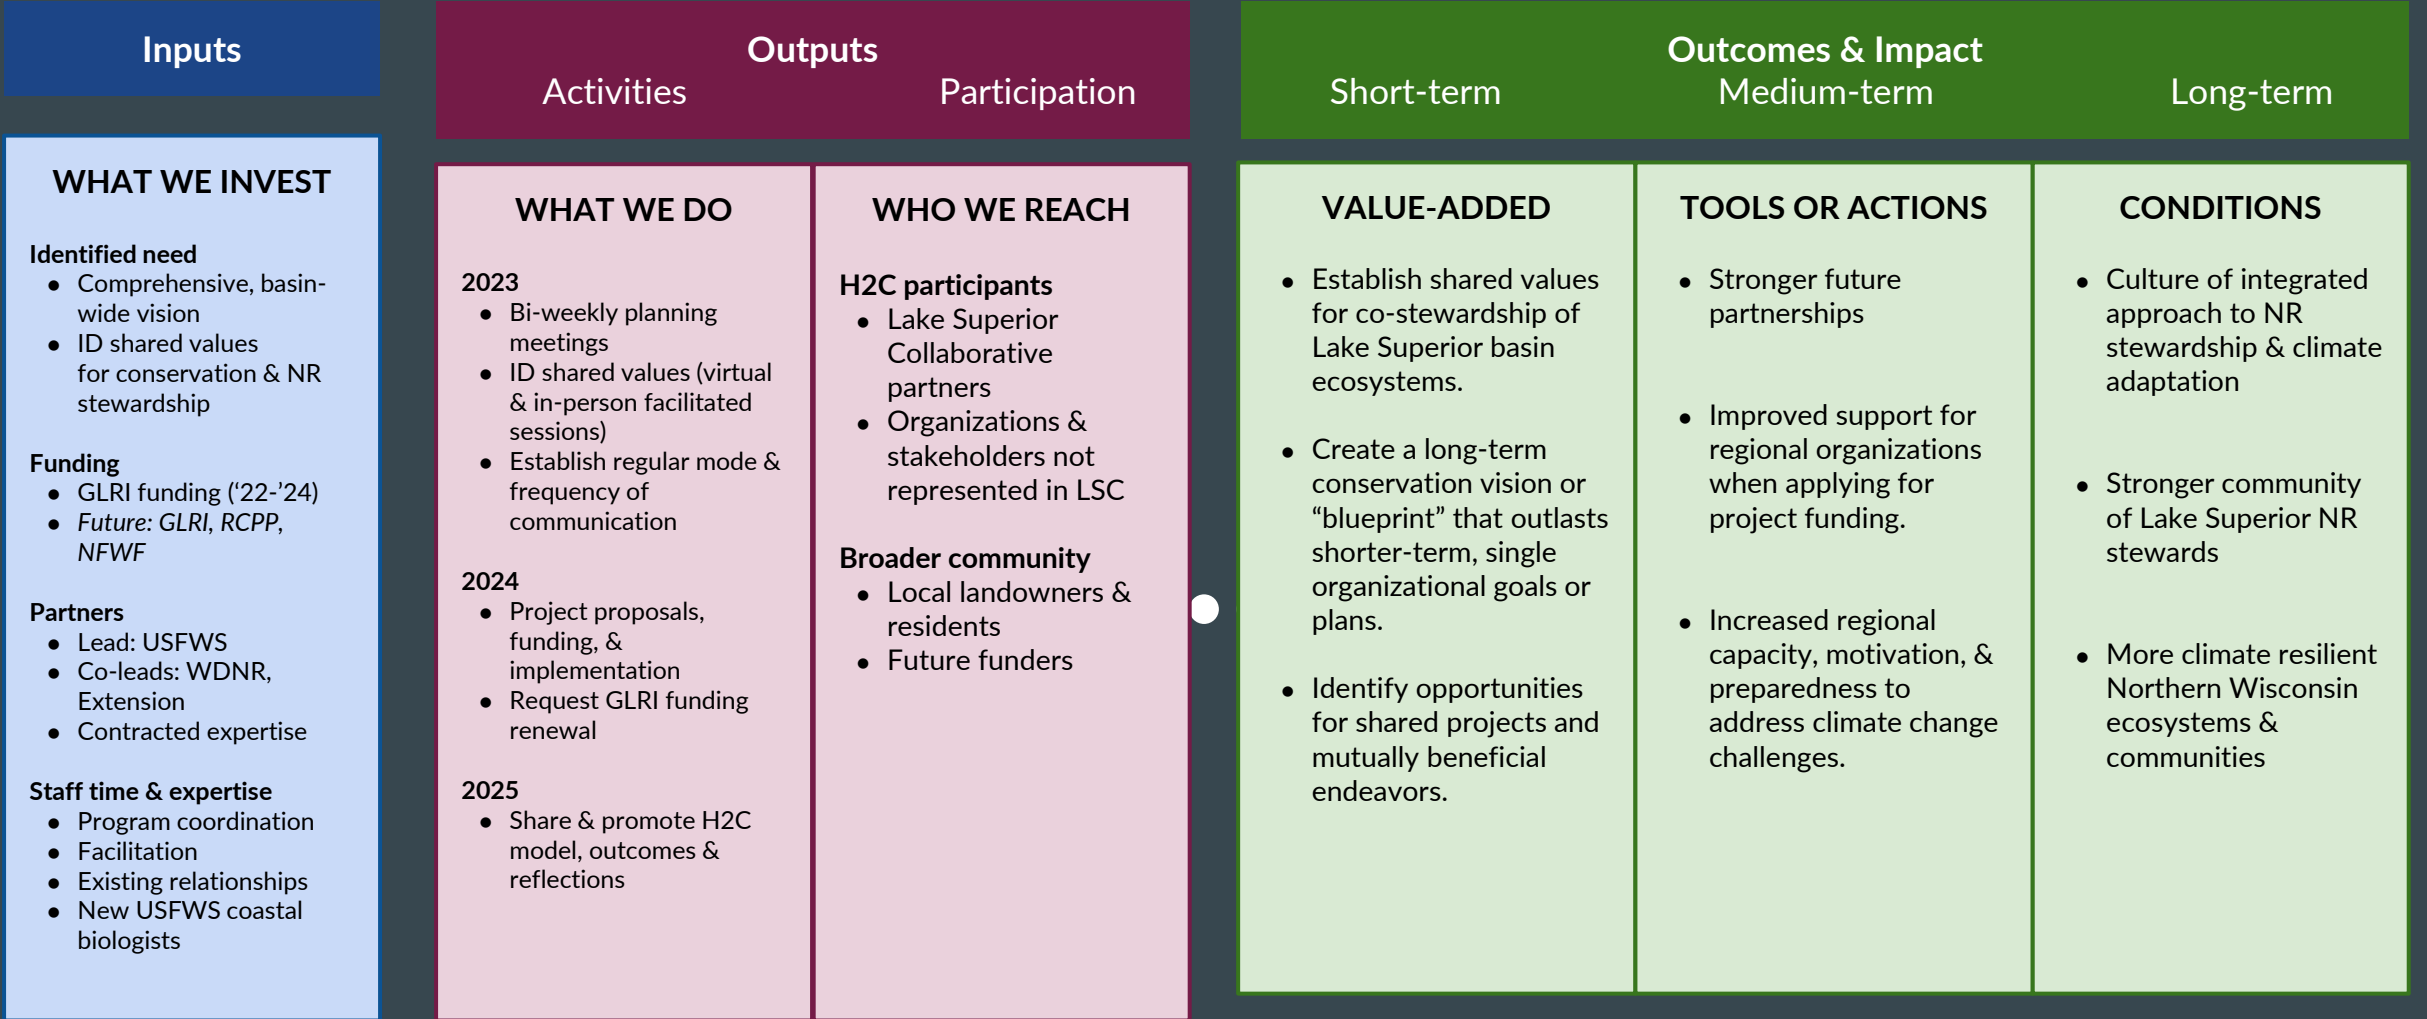 Inputs
WHAT WE INVEST
Identified need
● Comprehensive, basin-
wide vision
● ID shared values
for conservation & NR
stewardship
Funding
● GLRI funding (‘22-’24)
● Future: GLRI, RCPP,
NFWF
Partners
● Lead: USFWS
● Co-leads: WDNR,
Extension
● Contracted expertise
Staff time & expertise
● Program coordination
● Facilitation
● Existing relationships
● New USFWS coastal
biologists
Outputs
Activities
Participation
WHAT WE DO
2023
● Bi-weekly planning
meetings
● ID shared values (virtual
& in-person facilitated
sessions)
● Establish regular mode &
frequency of
communication
2024
● Project proposals,
funding, &
implementation
● Request GLRI funding
renewal
2025
● Share & promote H2C
model, outcomes &
reflections
WHO WE REACH
H2C participants
● Lake Superior
Collaborative
partners
● Organizations &
stakeholders not
represented in LSC
Broader community
● Local landowners &
residents
● Future funders
Outcomes & Impact
Short-term
Medium-term
Long-term
VALUE-ADDED
● Establish shared values
for co-stewardship of
Lake Superior basin
ecosystems.
● Create a long-term
conservation vision or
“blueprint” that outlasts
shorter-term, single
organizational goals or
plans.
● Identify opportunities
for shared projects and
mutually beneficial
endeavors.
TOOLS OR ACTIONS
● Stronger future
partnerships
● Improved support for
regional organizations
when applying for
project funding.
● Increased regional
capacity, motivation, &
preparedness to
address climate change
challenges.
CONDITIONS
● Culture of integrated
approach to NR
stewardship & climate
adaptation
● Stronger community
of Lake Superior NR
stewards
● More climate resilient
Northern Wisconsin
ecosystems &
communities